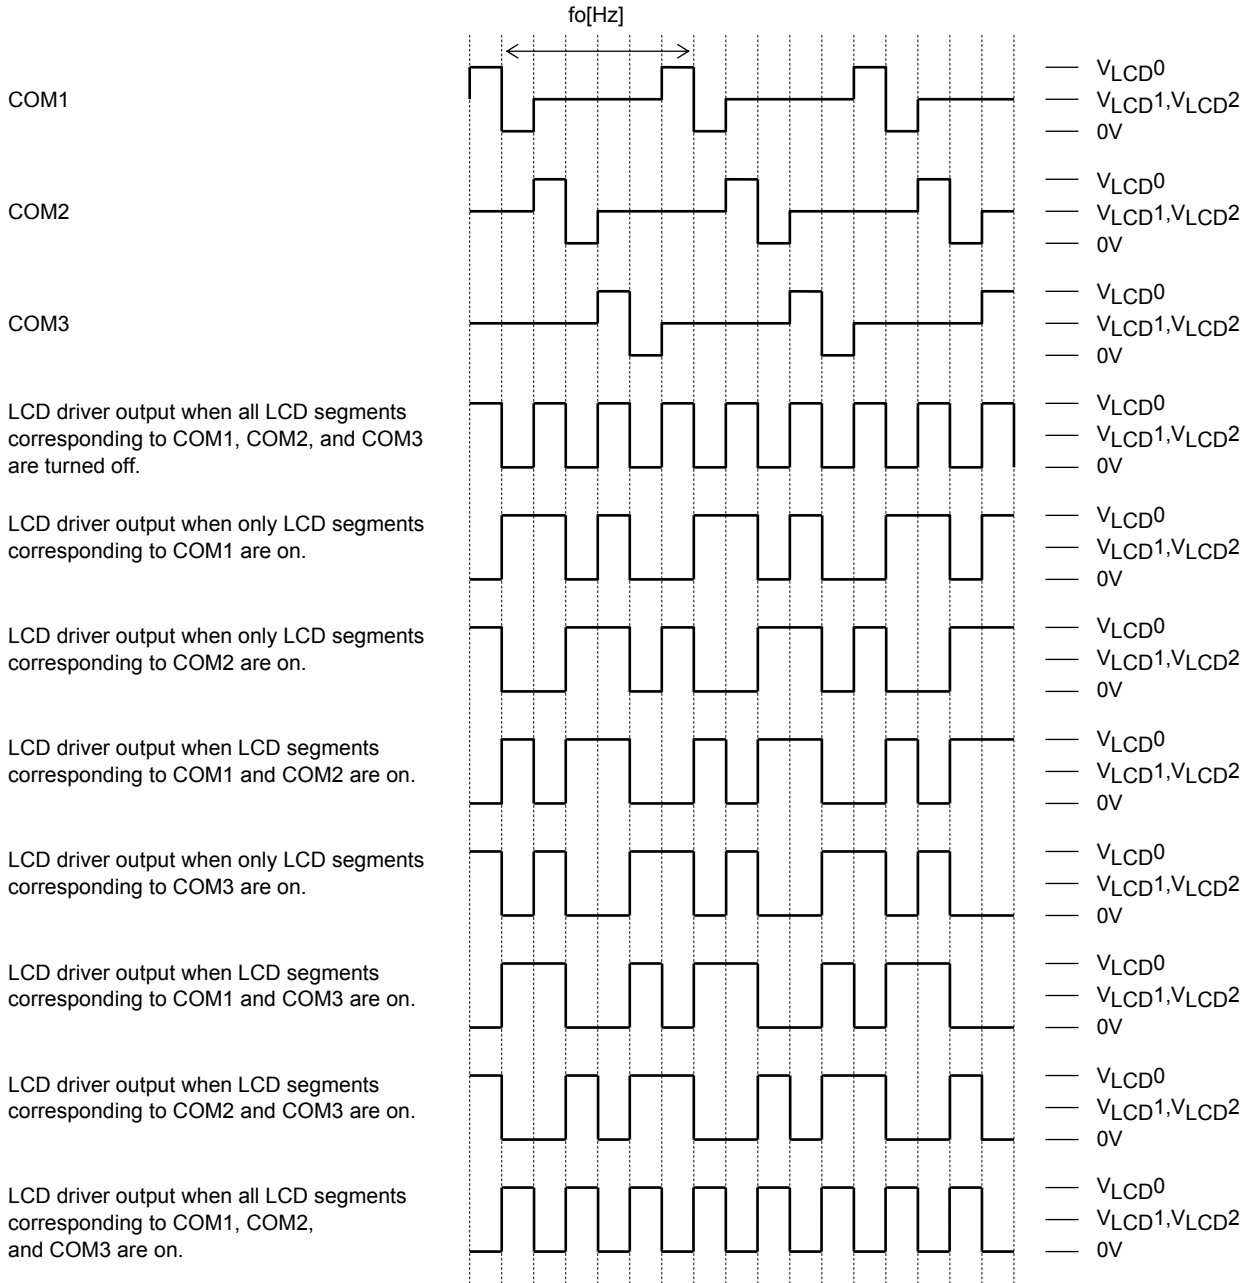 fo[Hz]
COM1
VLCD0
VLCD1,VLCD2
0V
COM2
VLCD0
VLCD1,VLCD2
0V
COM3
VLCD0
VLCD1,VLCD2
0V
LCD driver output when all LCD segments
corresponding to COM1, COM2, and COM3
are turned off.
VLCD0
VLCD1,VLCD2
0V
LCD driver output when only LCD segments
corresponding to COM1 are on.
VLCD0
VLCD1,VLCD2
0V
LCD driver output when only LCD segments
corresponding to COM2 are on.
VLCD0
VLCD1,VLCD2
0V
LCD driver output when LCD segments
corresponding to COM1 and COM2 are on.
VLCD0
VLCD1,VLCD2
0V
LCD driver output when only LCD segments
corresponding to COM3 are on.
VLCD0
VLCD1,VLCD2
0V
LCD driver output when LCD segments
corresponding to COM1 and COM3 are on.
VLCD0
VLCD1,VLCD2
0V
LCD driver output when LCD segments
corresponding to COM2 and COM3 are on.
VLCD0
VLCD1,VLCD2
0V
LCD driver output when all LCD segments
corresponding to COM1, COM2,
and COM3 are on.
VLCD0
VLCD1,VLCD2
0V